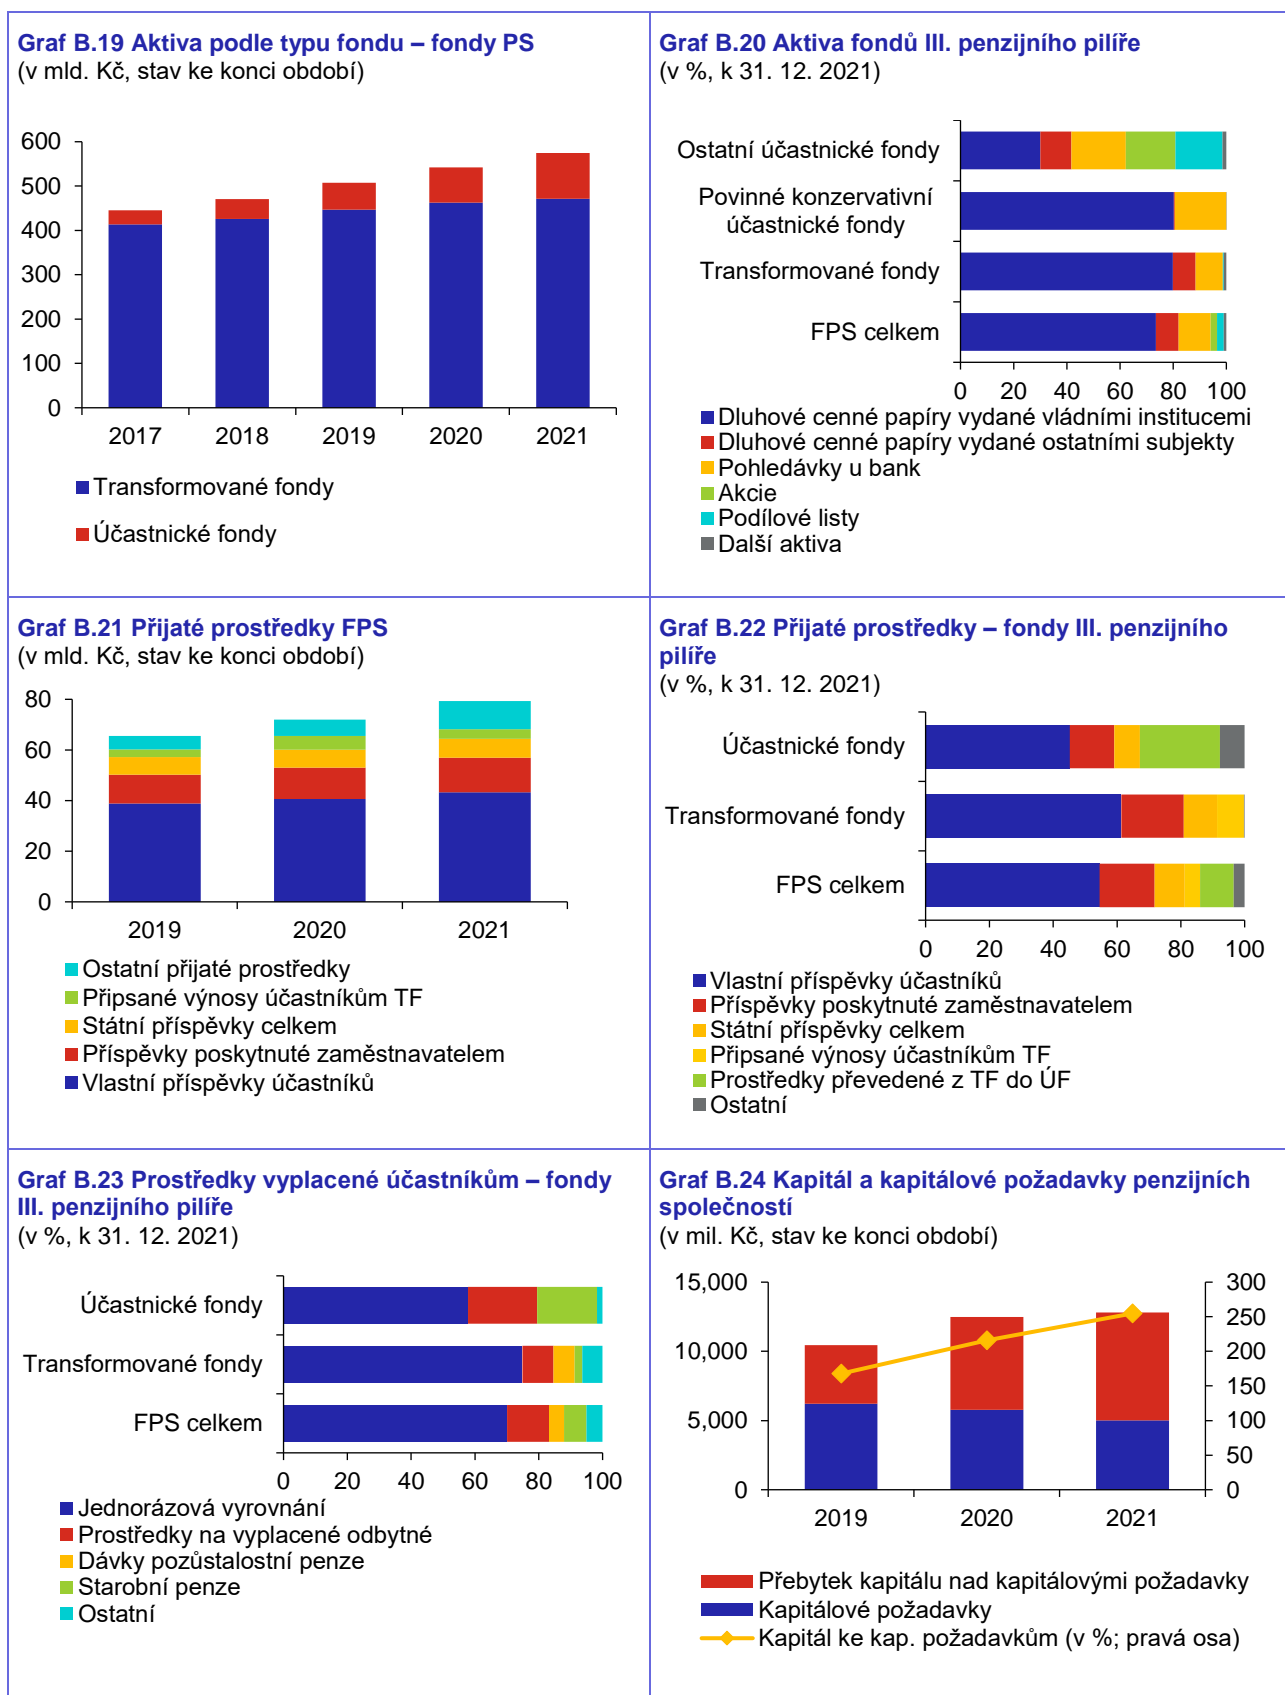 Graf B.19 Aktiva podle typu fondu – fondy PS
(v mld. Kč, stav ke konci období)
600
500
400
300
200
100
0
2017 2018 2019 2020 2021
Transformované fondy
Účastnické fondy
Graf B.20 Aktiva fondů III. penzijního pilíře
(v %, k 31. 12. 2021)
Ostatní účastnické fondy
Povinné konzervativní
účastnické fondy
Transformované fondy
FPS celkem
0 20 40 60 80 100
Dluhové cenné papíry vydané vládními institucemi
Dluhové cenné papíry vydané ostatními subjekty
Pohledávky u bank
Akcie
Podílové listy
Další aktiva
Graf B.21 Přijaté prostředky FPS
(v mld. Kč, stav ke konci období)
80
60
40
20
0
2019 2020 2021
Ostatní přijaté prostředky
Připsané výnosy účastníkům TF
Státní příspěvky celkem
Příspěvky poskytnuté zaměstnavatelem
Vlastní příspěvky účastníků
Graf B.22 Přijaté prostředky – fondy III. penzijního
pilíře
(v %, k 31. 12. 2021)
Účastnické fondy
Transformované fondy
FPS celkem
0 20 40 60 80 100
Vlastní příspěvky účastníků
Příspěvky poskytnuté zaměstnavatelem
Státní příspěvky celkem
Připsané výnosy účastníkům TF
Prostředky převedené z TF do ÚF
Ostatní
Graf B.23 Prostředky vyplacené účastníkům – fondy
III. penzijního pilíře
(v %, k 31. 12. 2021)
Účastnické fondy
Transformované fondy
FPS celkem
0 20 40 60 80 100
Jednorázová vyrovnání
Prostředky na vyplacené odbytné
Dávky pozůstalostní penze
Starobní penze
Ostatní
Graf B.24 Kapitál a kapitálové požadavky penzijních
společností
(v mil. Kč, stav ke konci období)
15,000 300
250
10,000 200
150
5,000 100
50
0 0
2019 2020 2021
Přebytek kapitálu nad kapitálovými požadavky
Kapitálové požadavky
Kapitál ke kap. požadavkům (v %; pravá osa)